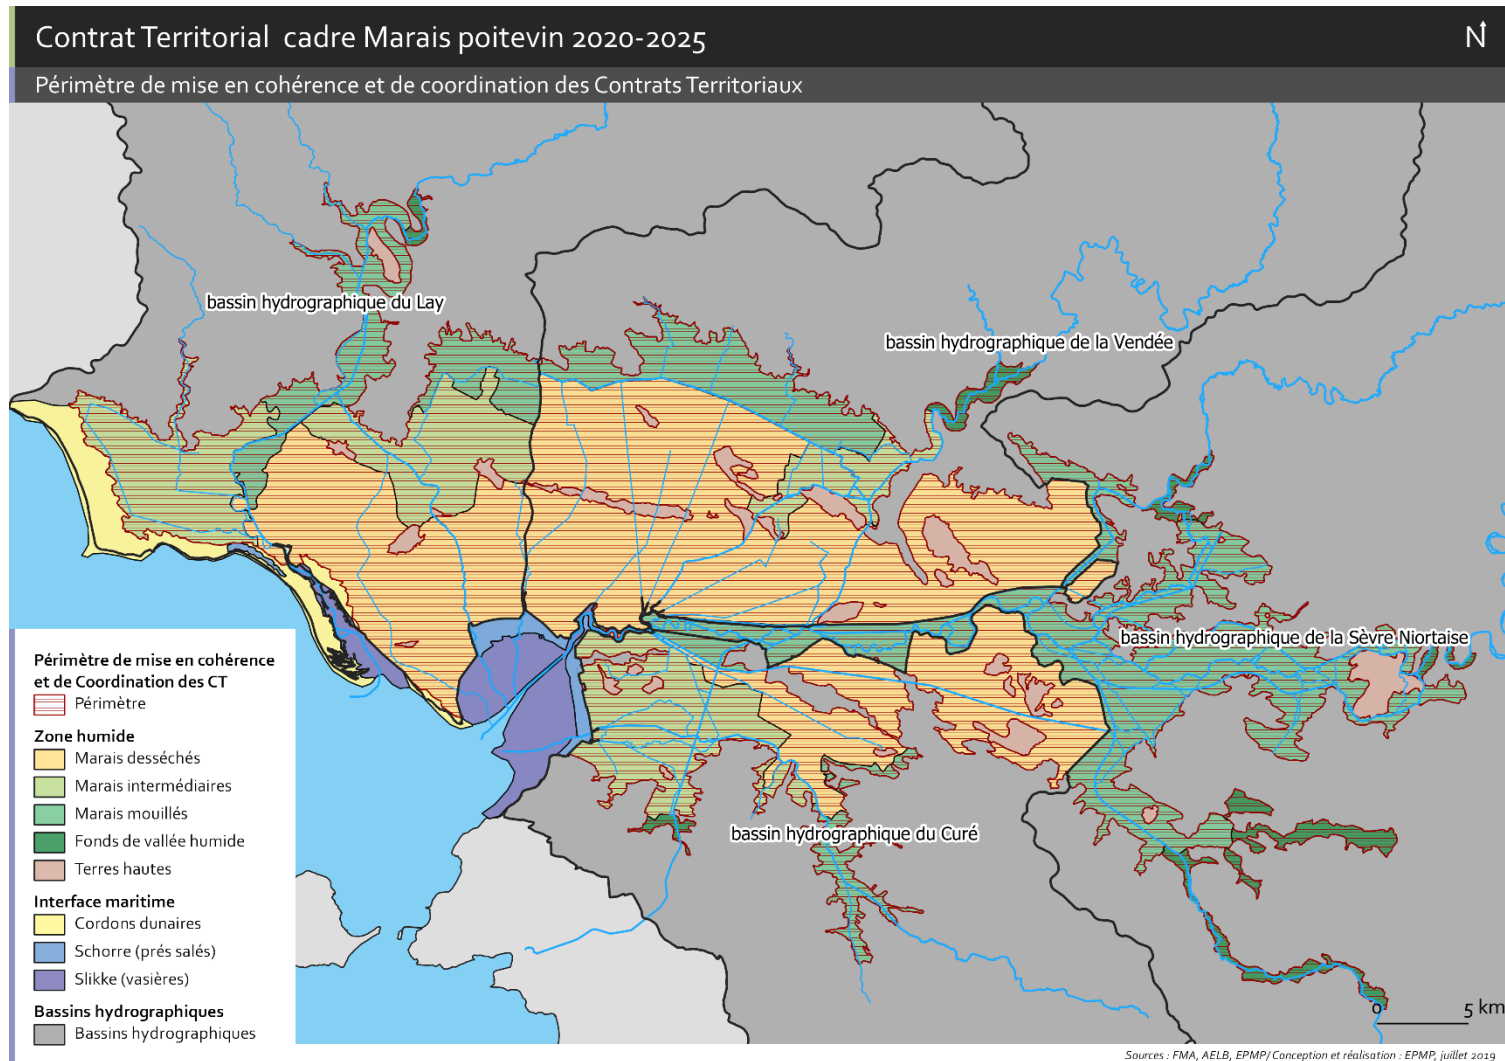 Contrat Territorial cadre Marais poitevin 2020-2025
N
Périmètre de mise en cohérence et de coordination des Contrats Territoriaux
bassin hydrographique du Lay
bassin hydrographique de la Vendée
bassin hydrographique de la Sèvre Niortaise
bassin hydrographique du Curé
Périmètre de mise en cohérence
et de Coordination des CT
Périmètre
Zone humide
Marais desséchés
Marais intermédiaires
Marais mouillés
Fonds de vallée humide
Terres hautes
Interface maritime
Cordons dunaires
Schorre (prés salés)
Slikke (vasières)
Bassins hydrographiques
Bassins hydrographiques
0 5 km
Sources : FMA, AELB, EPMP/ Conception et réalisation : EPMP, juillet 2019